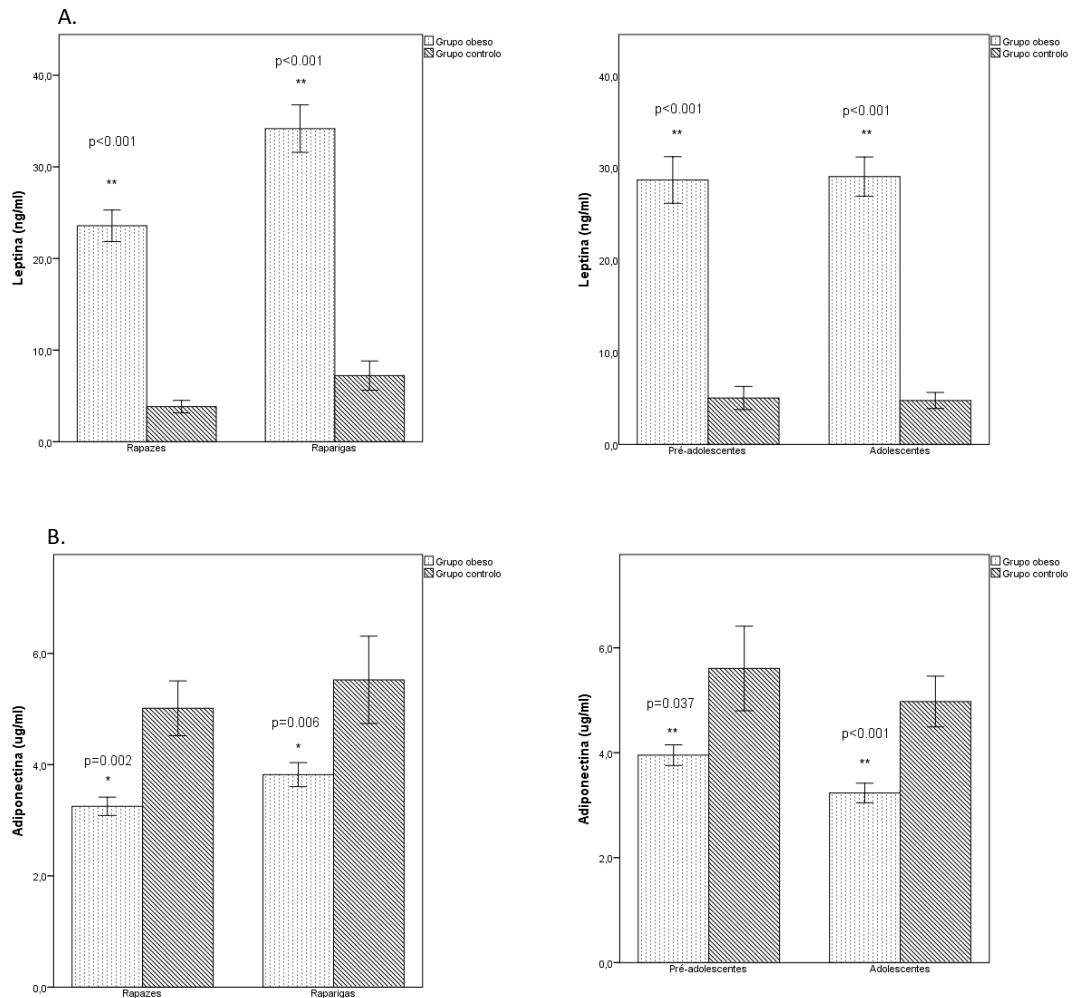 A.
Grupo obeso
Grupo controlo
p<0.001
**
p<0.001
**
40,0
30,0
20,0
10,0
0,0
Leptina (ng/ml)
Rapazes
Raparigas
Grupo obeso
Grupo controlo
p<0.001
**
p<0.001
**
40,0
30,0
20,0
10,0
0,0
Leptina (ng/ml)
Pré-adolescentes
Adolescentes
B.
Grupo obeso
Grupo controlo
p=0.002
*
p=0.006
*
6,0
4,0
2,0
0,0
Adiponectina (ug/ml)
Rapazes
Raparigas
Grupo obeso
Grupo controlo
p=0.037
**
p<0.001
**
6,0
4,0
2,0
0,0
Adiponectina (ug/ml)
Pré-adolescentes
Adolescentes